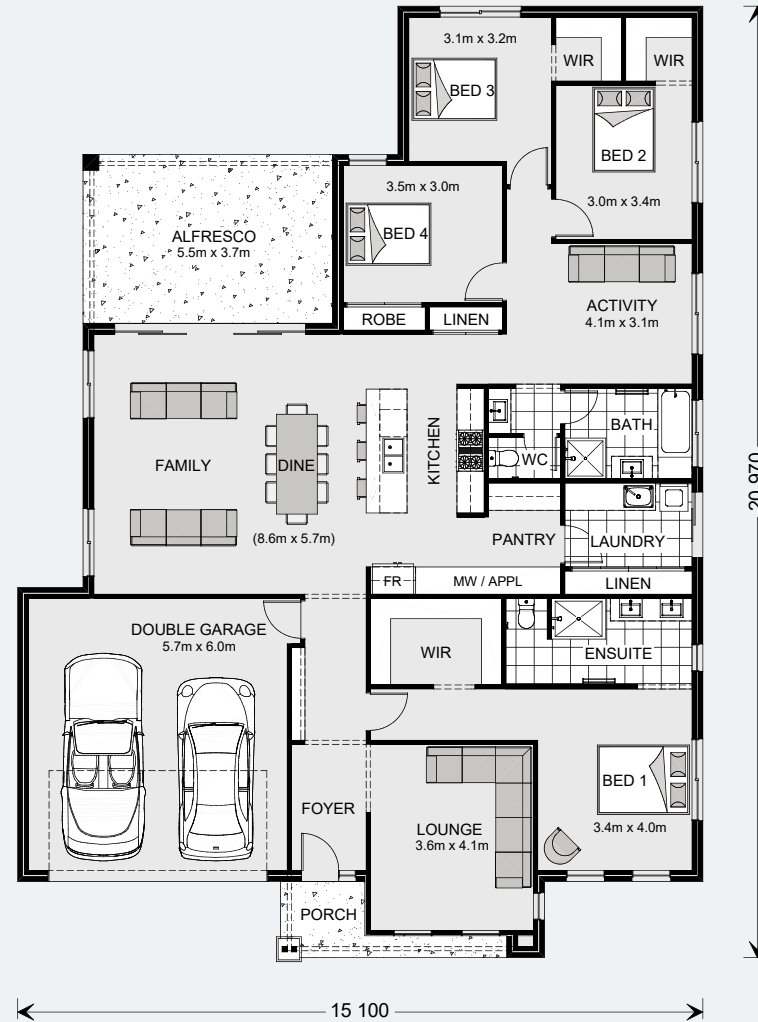 3.1m x 3.2m
WIR
WIR
BED 3
BED 2
3.0m x 3.4m
3.5m x 3.0m
BED 4
ALFRESCO
5.5m x 3.7m
ROBE
LINEN
ACTIVITY
4.1m x 3.1m
FAMILY
DINE
(8.6m x 5.7m)
KITCHEN
WC
BATH
PANTRY
LAUNDRY
FR
MW / APPL
LINEN
DOUBLE GARAGE
5.7m x 6.0m
WIR
ENSUITE
FOYER
LOUNGE
3.6m x 4.1m
BED 1
3.4m x 4.0m
PORCH
20 970
15 100